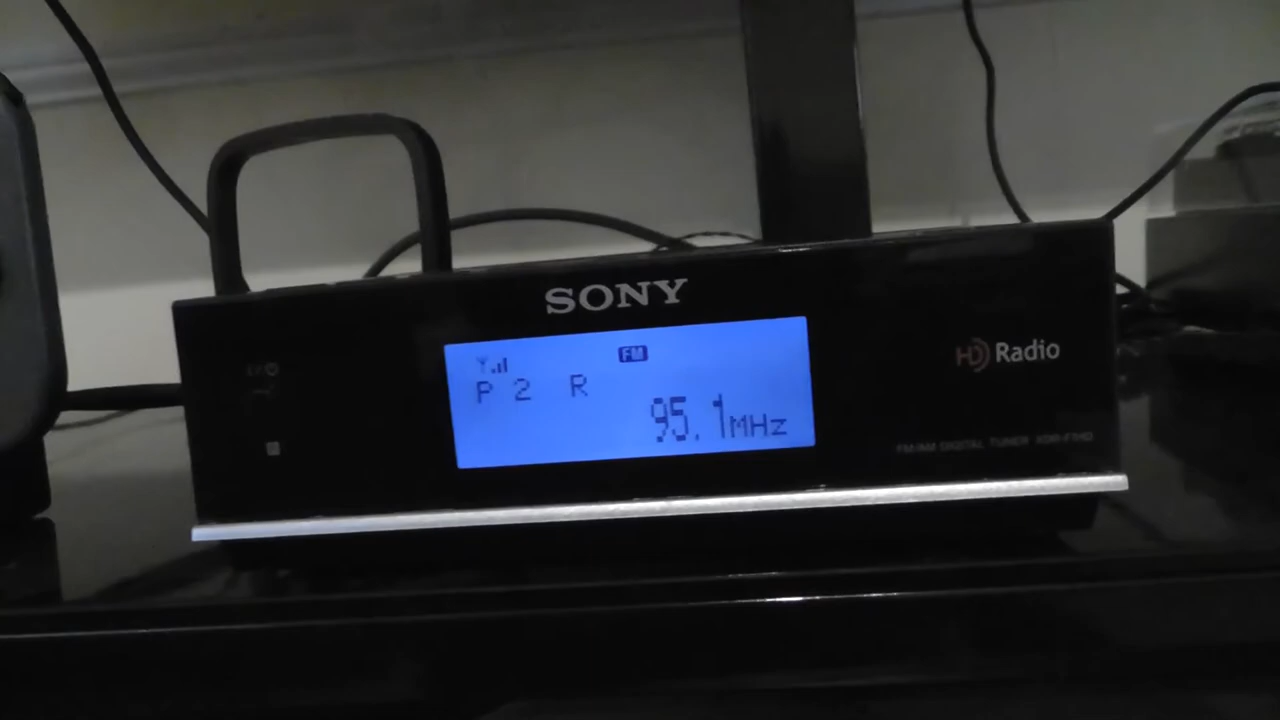 SONY
FM
P 2 R
95.1MHz
HD Radio
FM/AM DIGITAL TUNER XDR-F1HD